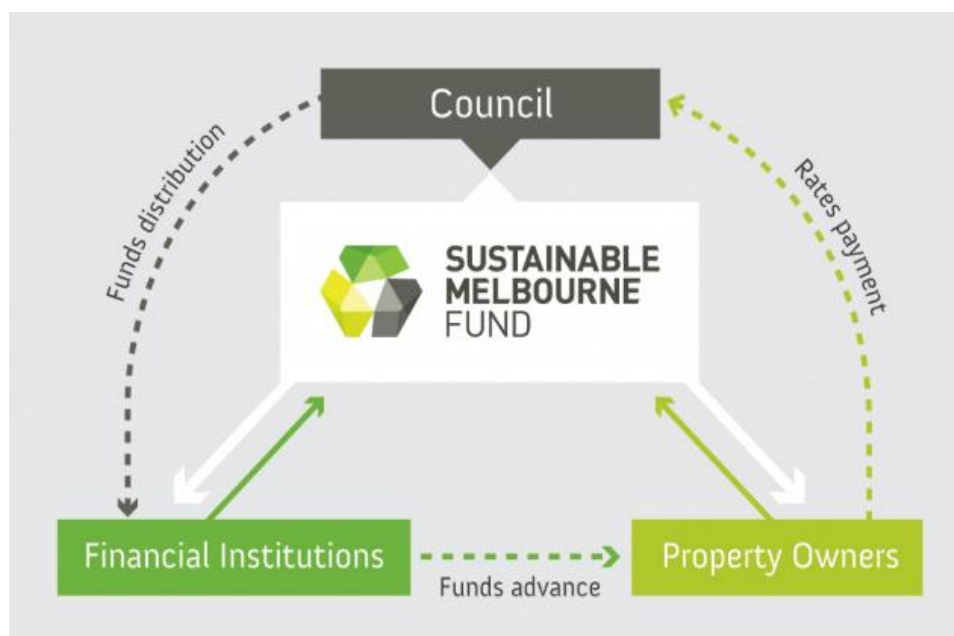 Council
Funds distribution
Rates payment
SUSTAINABLE
MELBOURNE
FUND
Financial Institutions
Funds advance
Property Owners